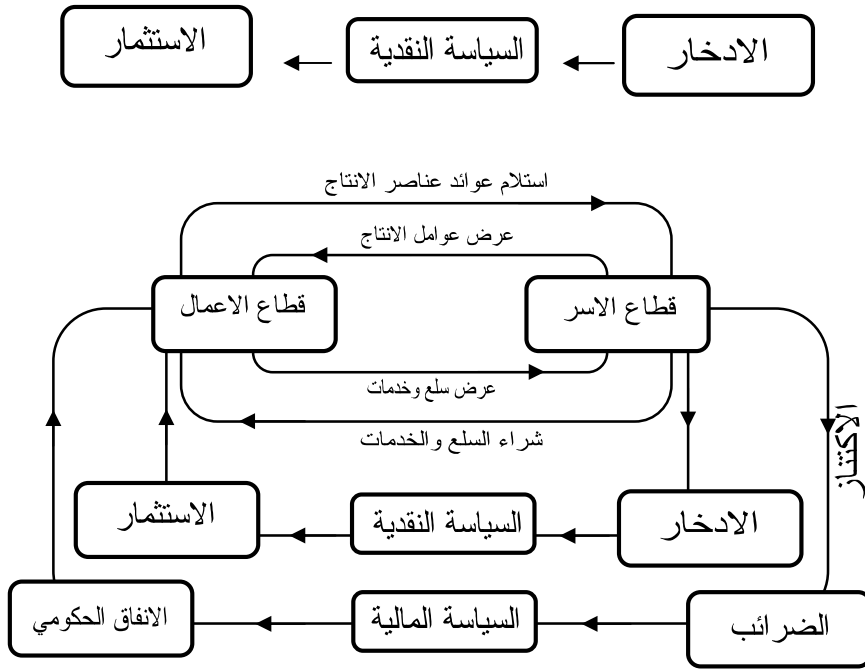 الادخار
السياسة النقدية
الاستثمار
استلام عوائد عناصر الانتاج
عرض عوامل الانتاج
قطاع الاسر
قطاع الاعمال
عرض سلع وخدمات
شراء السلع والخدمات
الاكتناز
الادخار
السياسة النقدية
الاستثمار
الضرائب
السياسة المالية
الانفاق الحكومي